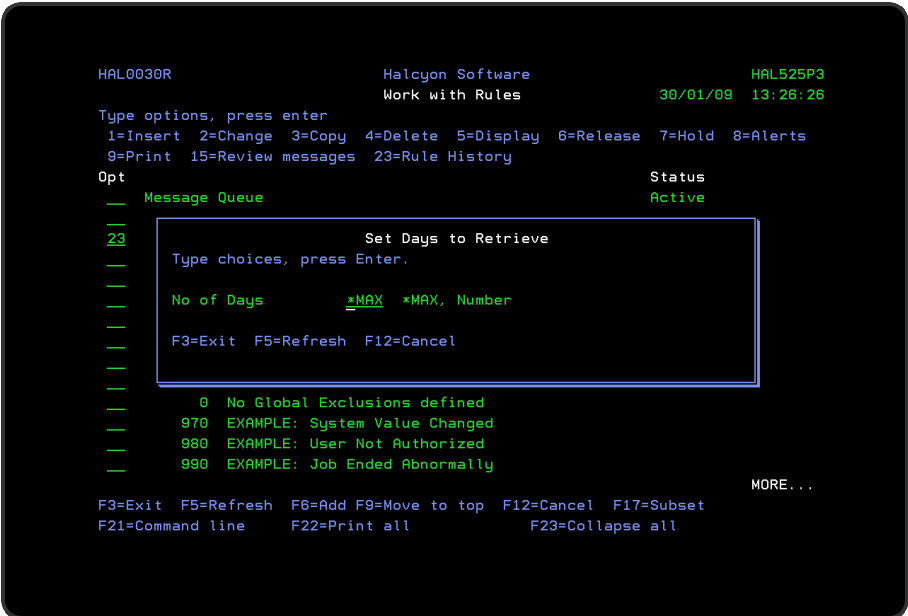 HAL0030R Halcyon Software HAL525P3
Work with Rules 30/01/09 13:26:26
Type options, press enter
1=Insert 2=Change 3=Copy 4=Delete 5=Display 6=Release 7=Hold 8=Alerts
9=Print 15=Review messages 23=Rule History
Opt Status
Message Queue Active
23 Set Days to Retrieve
Type choices, press Enter.
No of Days *MAX *MAX, Number
F3=Exit F5=Refresh F12=Cancel
0 No Global Exclusions defined
970 EXAMPLE: System Value Changed
980 EXAMPLE: User Not Authorized
990 EXAMPLE: Job Ended Abnormally
MORE...
F3=Exit F5=Refresh F6=Add F9=Move to top F12=Cancel F17=Subset
F21=Command line F22=Print all F23=Collapse all